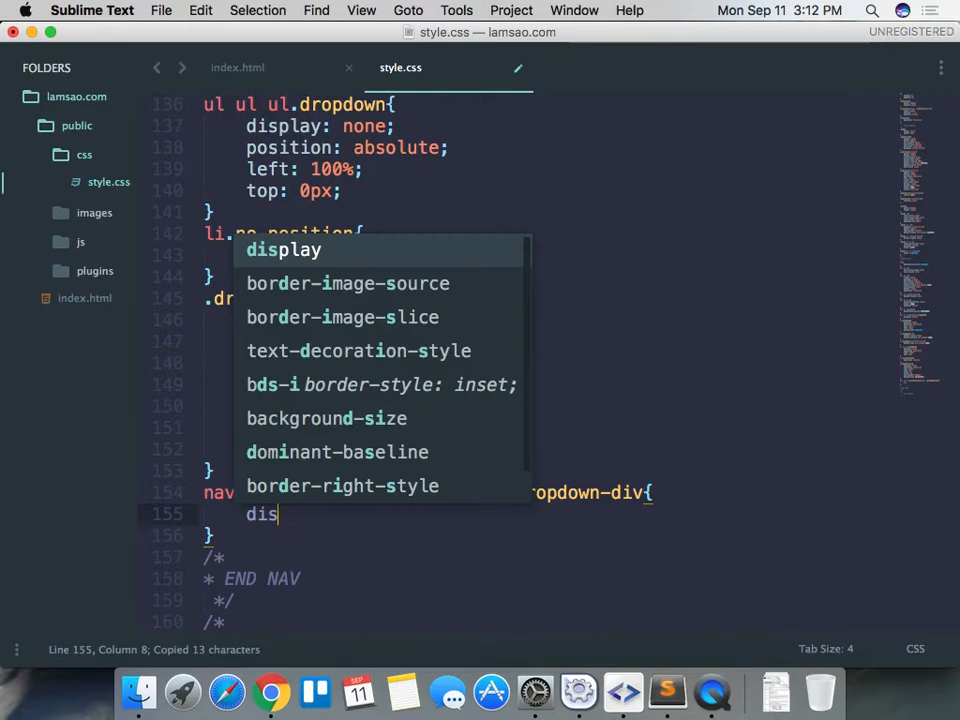 Sublime Text File Edit Selection Find View Goto Tools Project Window Help Mon Sep 11 3:12 PM
style.css — lamsao.com UNREGISTERED
FOLDERS
lamsao.com
public
css
style.css
images
js
plugins
index.html
index.html × style.css
136 ul ul ul.dropdown{
137 display: none;
138 position: absolute;
139 left: 100%;
140 top: 0px;
141 }
142 li.no-position{
143
144 }
145 .dr
146
147
148
149
150
151
152
153 }
154 nav ropdown-div{
155 dis
156 }
157 /*
158 * END NAV
159 */
160 /*
display
border-image-source
border-image-slice
text-decoration-style
bds-i border-style: inset;
background-size
dominant-baseline
border-right-style
Line 155, Column 8; Copied 13 characters Tab Size: 4 CSS
SEP
11